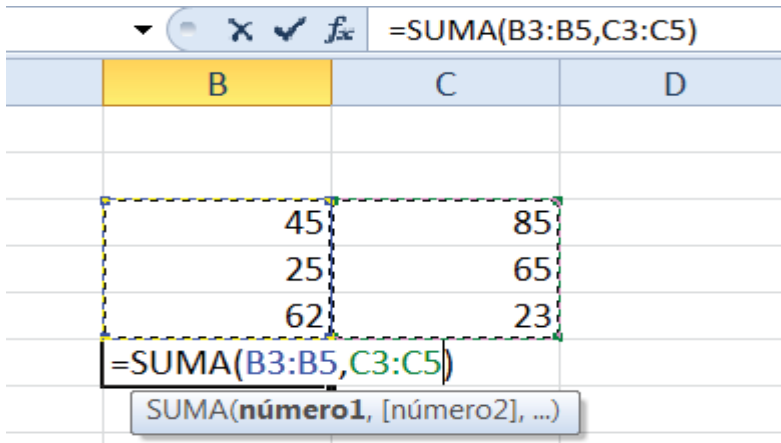 fx =SUMA(B3:B5,C3:C5)
B C D
45 85
25 65
62 23
=SUMA(B3:B5,C3:C5)
SUMA(número1, [número2], ...)